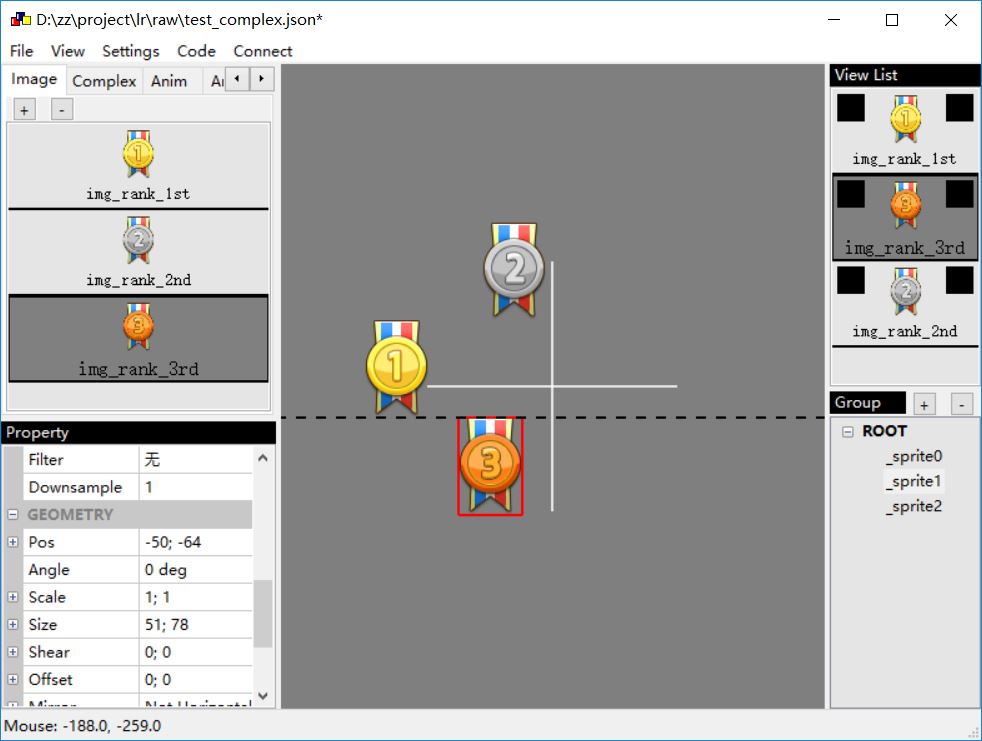 D:\zz\project\lr\raw\test_complex.json*
File View Settings Code Connect
Image Complex Anim
+ -
1
img_rank_1st
2
img_rank_2nd
3
img_rank_3rd
Property
Filter 无
Downsample 1
GEOMETRY
Pos -50; -64
Angle 0 deg
Scale 1; 1
Size 51; 78
Shear 0; 0
Offset 0; 0
Mouse: -188.0, -259.0
2
1
3
View List
1
img_rank_1st
3
img_rank_3rd
2
img_rank_2nd
Group + -
ROOT
_sprite0
_sprite1
_sprite2